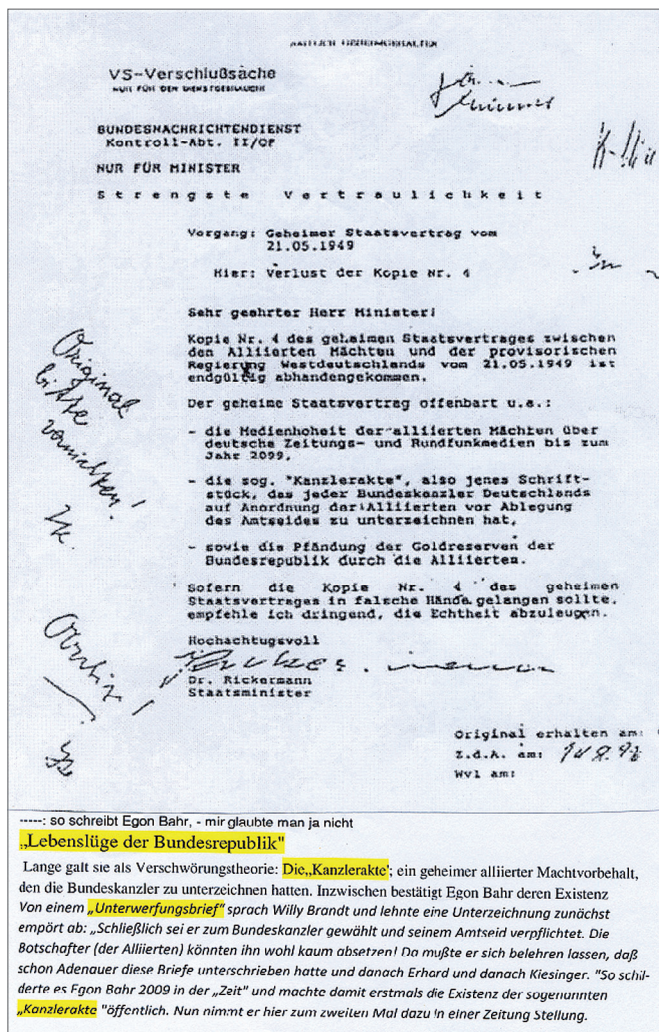 VS-Verschlußsache
NUR FÜR DEN DIENSTGEBRAUCH
BUNDESNACHRICHTENDIENST
Kontroll-Abt. II/OP
NUR FÜR MINISTER
Strengste Vertraulichkeit
Vorgang: Geheimer Staatsvertrag vom
21.05.1949
Hier: Verlust der Kopie Nr. 4
Sehr geehrter Herr Minister!
Kopie Nr. 4 des geheimen Staatsvertrages zwischen
den Alliierten Mächten und der provisorischen
Regierung Westdeutschlands vom 21.05.1949 ist
endgültig abhandengekommen.
Der geheime Staatsvertrag offenbart u.a.:
- die Medienhoheit der alliierten Mächten über
deutsche Zeitungs- und Rundfunkmedien bis zum
Jahr 2099,
- die sog. "Kanzlerakte", also jenes Schrift-
stück, das jeder Bundeskanzler Deutschlands
auf Anordnung der Alliierten vor Ablegung
des Amtseides zu unterzeichnen hat,
- sowie die Pfändung der Goldreserven der
Bundesrepublik durch die Alliierten.
Sofern die Kopie Nr. 4 des geheimen
Staatsvertrages in falsche Hände gelangen sollte,
empfehle ich dringend, die Echtheit abzuleugen.
Hochachtugsvoll
Dr. Rickermann
Staatsminister
Original
bitte
vernichten!
Original erhalten am:
Z.d.A. am:
Wvl am:
-----: so schreibt Egon Bahr, - mir glaubte man ja nicht
„Lebenslüge der Bundesrepublik"
Lange galt sie als Verschwörungstheorie: Die„Kanzlerakte'; ein geheimer alliierter Machtvorbehalt,
den die Bundeskanzler zu unterzeichnen hatten. Inzwischen bestätigt Egon Bahr deren Existenz
Von einem „Unterwerfungsbrief" sprach Willy Brandt und lehnte eine Unterzeichnung zunächst
empört ab: „Schließlich sei er zum Bundeskanzler gewählt und seinem Amtseid verpflichtet. Die
Botschafter (der Alliierten) könnten ihn wohl kaum absetzen! Da mußte er sich belehren lassen, daß
schon Adenauer diese Briefe unterschrieben hatte und danach Erhard und danach Kiesinger. "So schil-
derte es Egon Bahr 2009 in der „Zeit" und machte damit erstmals die Existenz der sogenannten
„Kanzlerakte "öffentlich. Nun nimmt er hier zum zweiten Mal dazu in einer Zeitung Stellung.